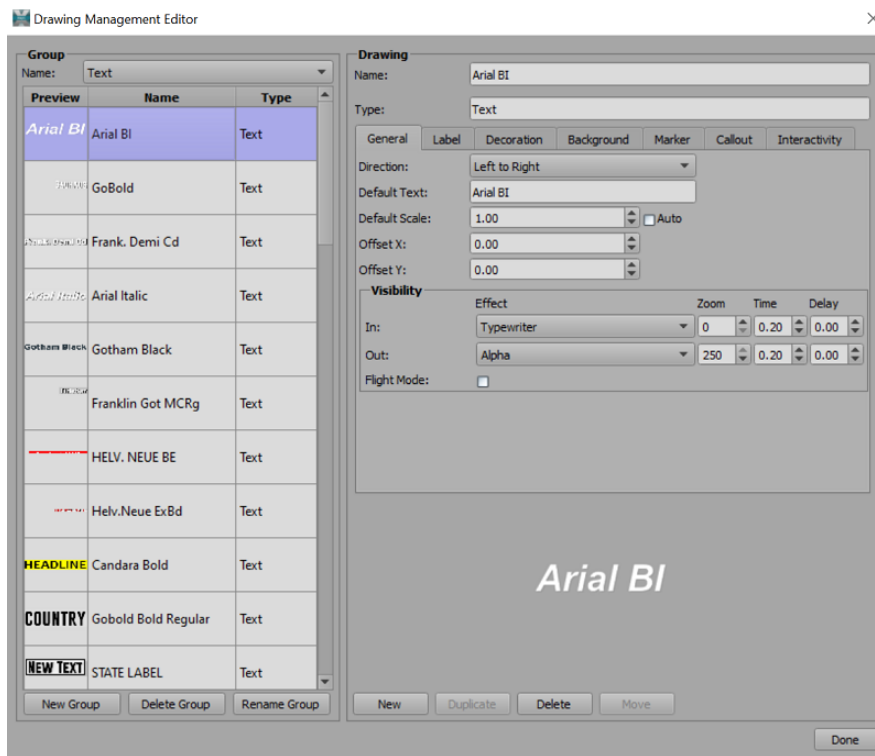 Drawing Management Editor
Group
Name: Text
Preview Name Type
Arial BI Arial BI Text
GoBold Text
Frank. Demi Cd Text
Arial Italic Arial Italic Text
Gotham Black Gotham Black Text
Franklin Got MCRg Text
HELV. NEUE BE Text
Helv.Neue ExBd Text
HEADLINE Candara Bold Text
COUNTRY Gobold Bold Regular Text
NEW TEXT STATE LABEL Text
New Group Delete Group Rename Group
Drawing
Name: Arial BI
Type: Text
General Label Decoration Background Marker Callout Interactivity
Direction: Left to Right
Default Text: Arial BI
Default Scale: 1.00 Auto
Offset X: 0.00
Offset Y: 0.00
Visibility
Effect Zoom Time Delay
In: Typewriter 0 0.20 0.00
Out: Alpha 250 0.20 0.00
Flight Mode:
Arial BI
New Duplicate Delete Move
Done